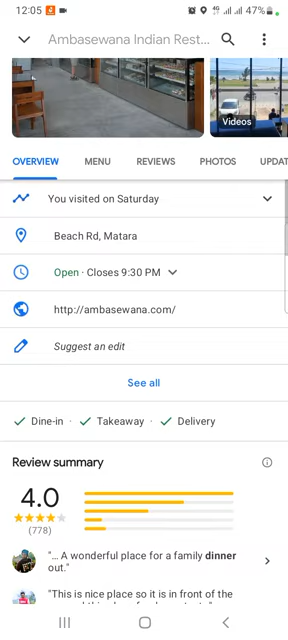 12:05 4G 47%
Ambasewana Indian Rest...
Videos
OVERVIEW MENU REVIEWS PHOTOS UPDAT
You visited on Saturday
Beach Rd, Matara
Open · Closes 9:30 PM
http://ambasewana.com/
Suggest an edit
See all
Dine-in · Takeaway · Delivery
Review summary
4.0
(778)
"... A wonderful place for a family dinner
out."
"This is nice place so it is in front of the